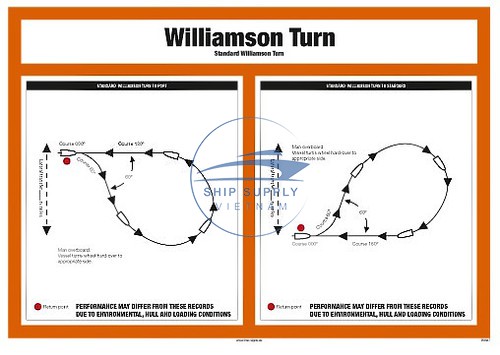 Williamson Turn
Standard Williamson Turn
STANDARD WILLIAMSON TURN TO PORT
Course 000°
Course 180°
Course 60°
60°
Man overboard
Vessel turns wheel hard over to
appropriate side
Return point
PERFORMANCE MAY DIFFER FROM THESE RECORDS
DUE TO ENVIRONMENTAL, HULL AND LOADING CONDITIONS
STANDARD WILLIAMSON TURN TO STARBOARD
Man overboard
Vessel turns wheel hard over to
appropriate side
Course 60°
60°
Course 000°
Course 180°
Return point
PERFORMANCE MAY DIFFER FROM THESE RECORDS
DUE TO ENVIRONMENTAL, HULL AND LOADING CONDITIONS
SHIP SUPPLY
VIETNAM